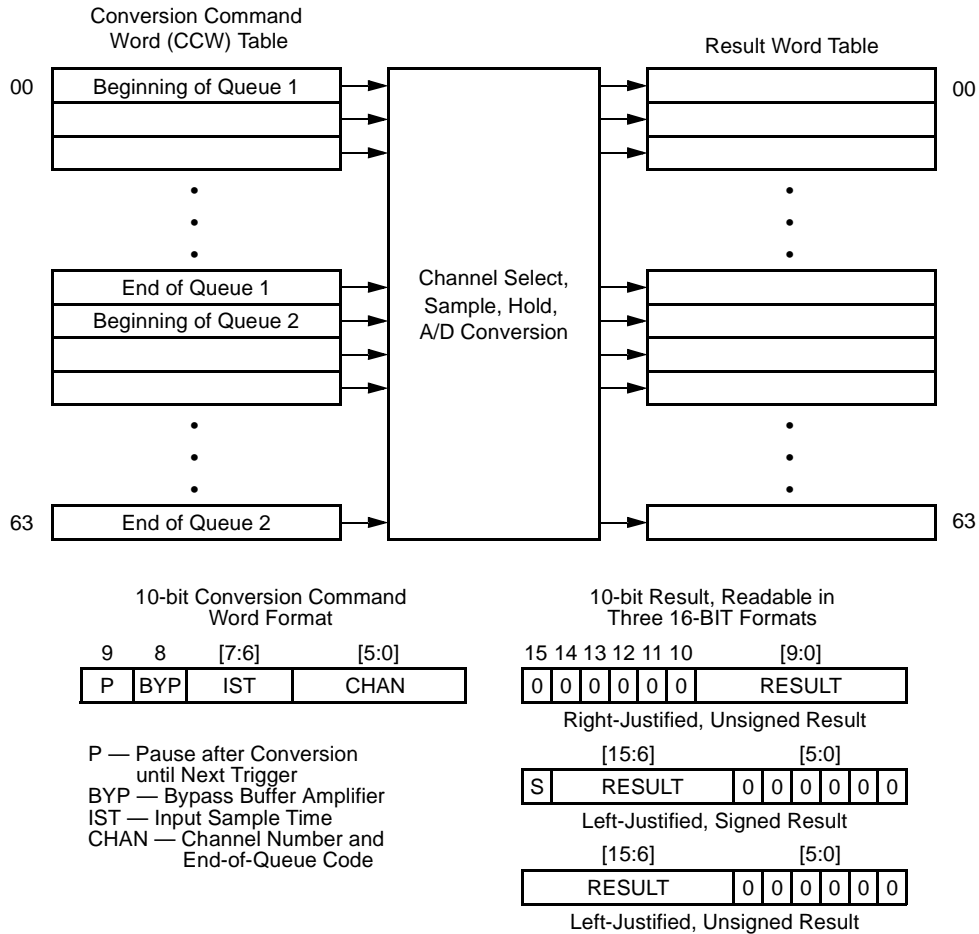 Conversion Command
Word (CCW) Table
Result Word Table
00
Beginning of Queue 1
00
End of Queue 1
Beginning of Queue 2
Channel Select,
Sample, Hold,
A/D Conversion
63
End of Queue 2
63
10-bit Conversion Command
Word Format
9 8 [7:6] [5:0]
P BYP IST CHAN
P — Pause after Conversion
until Next Trigger
BYP — Bypass Buffer Amplifier
IST — Input Sample Time
CHAN — Channel Number and
End-of-Queue Code
10-bit Result, Readable in
Three 16-BIT Formats
15 14 13 12 11 10 [9:0]
0 0 0 0 0 0 RESULT
Right-Justified, Unsigned Result
[15:6] [5:0]
S RESULT 0 0 0 0 0 0
Left-Justified, Signed Result
[15:6] [5:0]
RESULT 0 0 0 0 0 0
Left-Justified, Unsigned Result